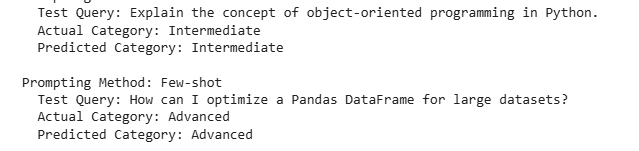 Test Query: Explain the concept of object-oriented programming in Python.
Actual Category: Intermediate
Predicted Category: Intermediate
Prompting Method: Few-shot
Test Query: How can I optimize a Pandas DataFrame for large datasets?
Actual Category: Advanced
Predicted Category: Advanced